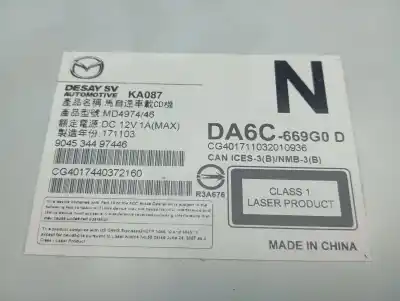 DESAY SV
AUTOMOTIVE KA087
產品名稱:馬自達車載CD機
產品型號:MD4974/46
額定電源:DC 12V 1A(MAX)
製造年份:171103
9045 344 97446
CG4017440372160
N
DA6C-669G0 D
CG4017110320 10936
CAN ICES-3(B)/NMB-3(B)
R3A676
CLASS 1
LASER PRODUCT
MADE IN CHINA